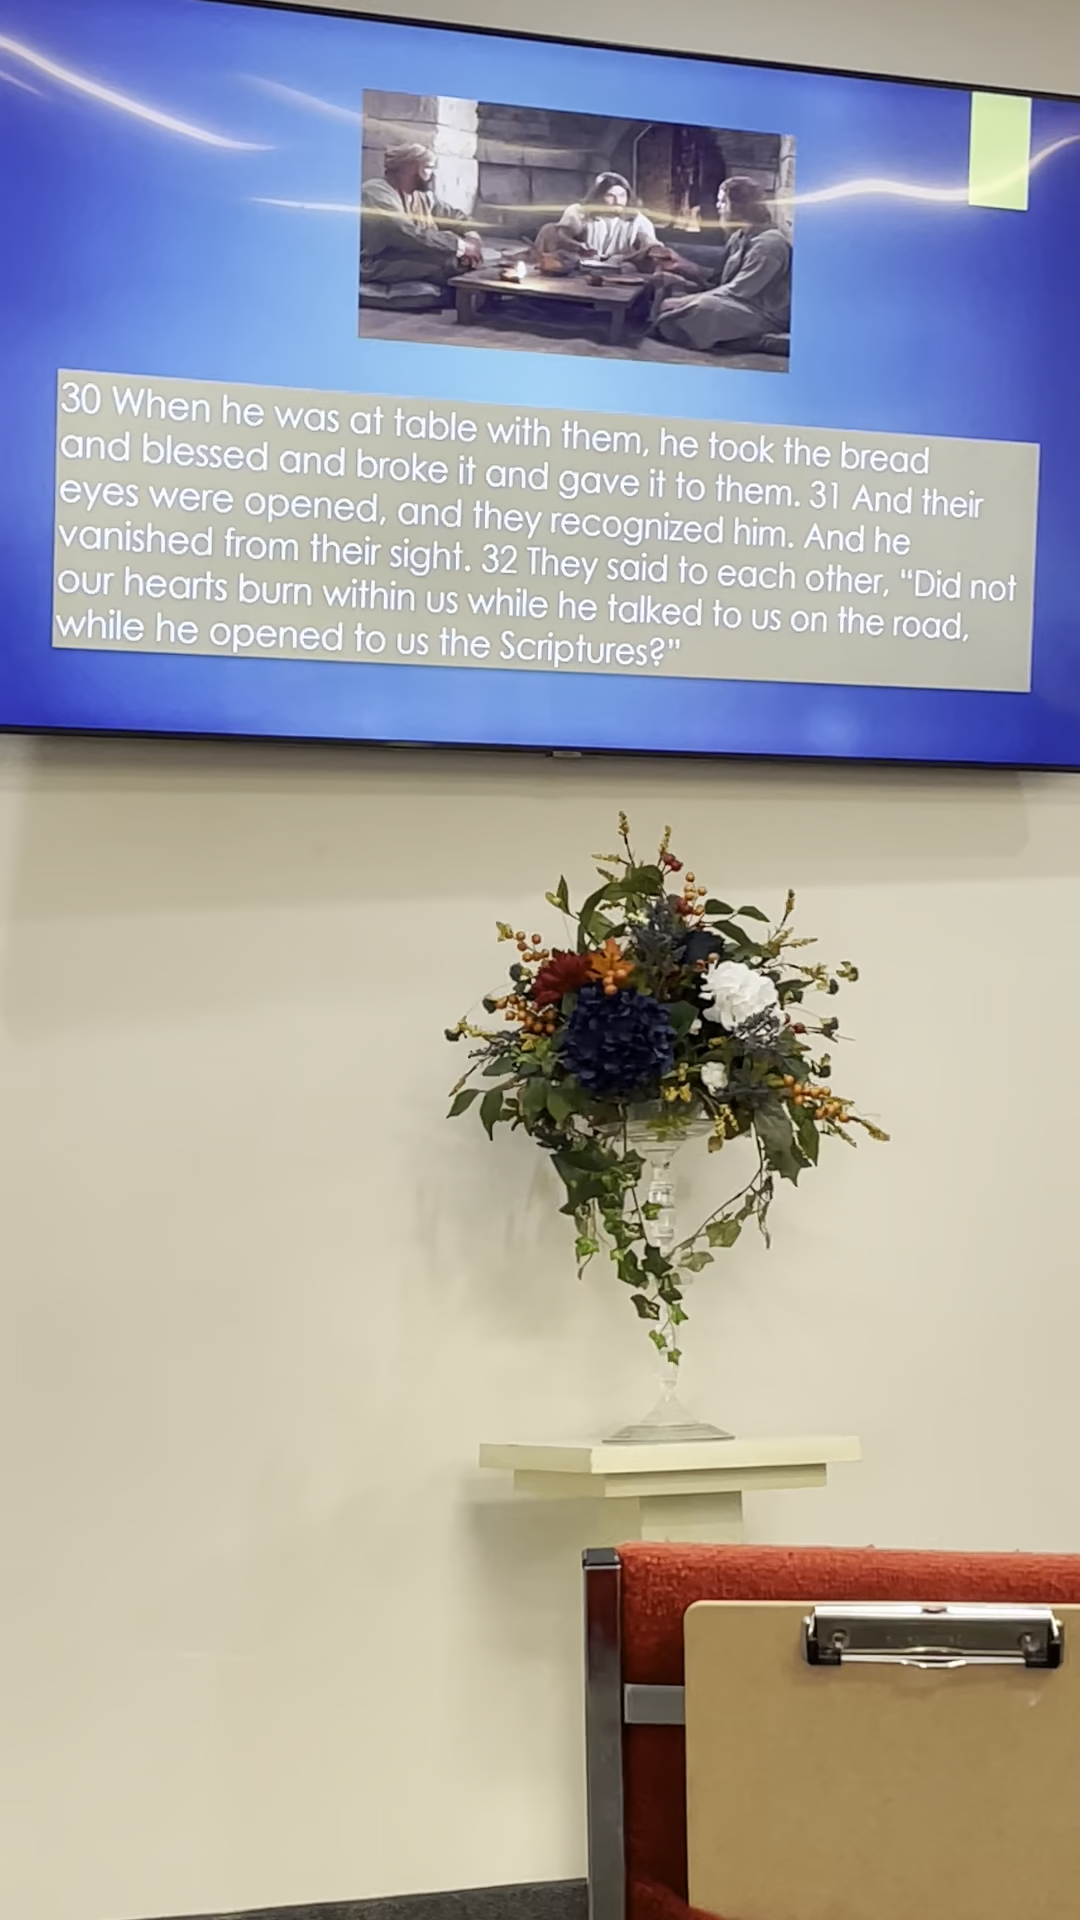 30 When he was at table with them, he took the bread
and blessed and broke it and gave it to them. 31 And their
eyes were opened, and they recognized him. And he
vanished from their sight. 32 They said to each other, “Did not
our hearts burn within us while he talked to us on the road,
while he opened to us the Scriptures?"